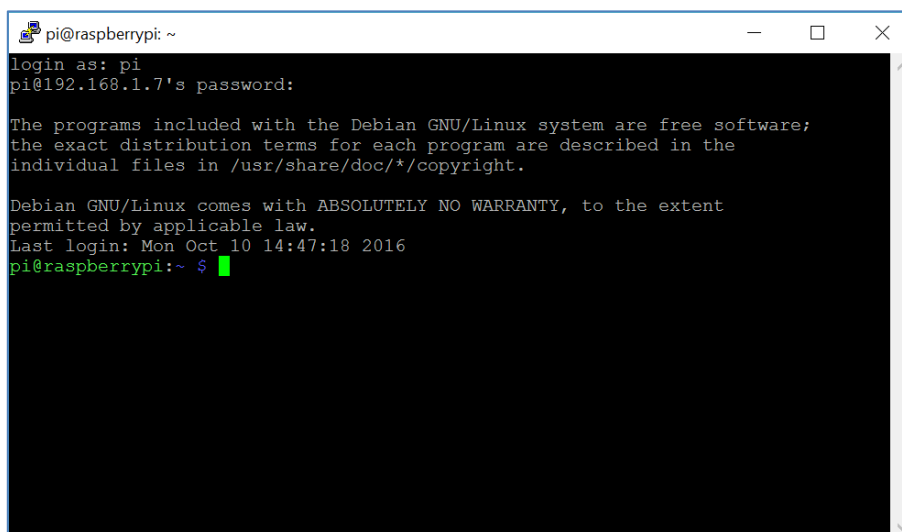 pi@raspberrypi: ~
login as: pi
pi@192.168.1.7's password:
The programs included with the Debian GNU/Linux system are free software;
the exact distribution terms for each program are described in the
individual files in /usr/share/doc/*/copyright.
Debian GNU/Linux comes with ABSOLUTELY NO WARRANTY, to the extent
permitted by applicable law.
Last login: Mon Oct 10 14:47:18 2016
pi@raspberrypi:~ $